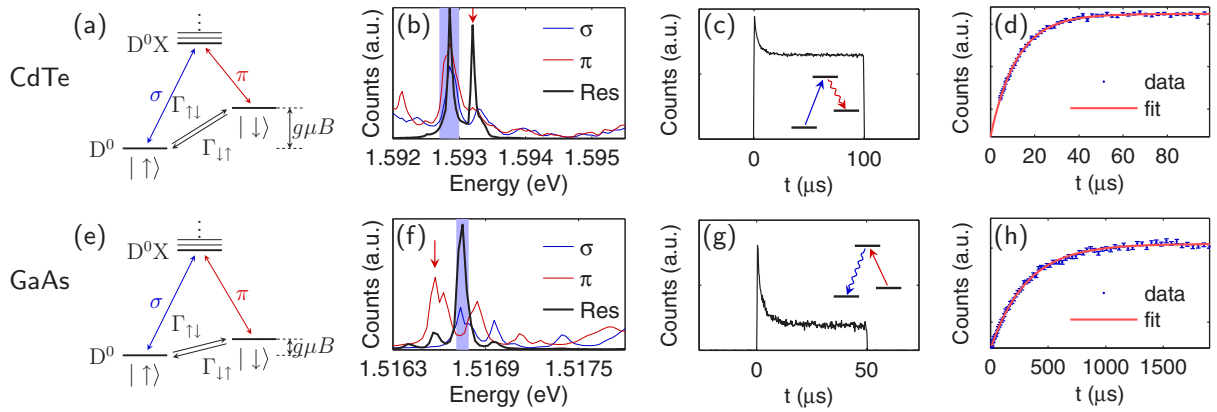 CdTe
(a)
D⁰X
σ
π
Γ↑↓
Γ↓↑
D⁰
|↑⟩
|↓⟩
gμB
(b)
Counts (a.u.)
σ
π
Res
1.592 1.593 1.594 1.595
Energy (eV)
(c)
Counts (a.u.)
0 100
t (μs)
(d)
Counts (a.u.)
data
fit
0 20 40 60 80
t (μs)
GaAs
(e)
D⁰X
σ
π
Γ↑↓
Γ↓↑
D⁰
|↑⟩
|↓⟩
gμB
(f)
Counts (a.u.)
σ
π
Res
1.5163 1.5169 1.5175
Energy (eV)
(g)
Counts (a.u.)
0 50
t (μs)
(h)
Counts (a.u.)
data
fit
0 500 1000 1500
t (μs)